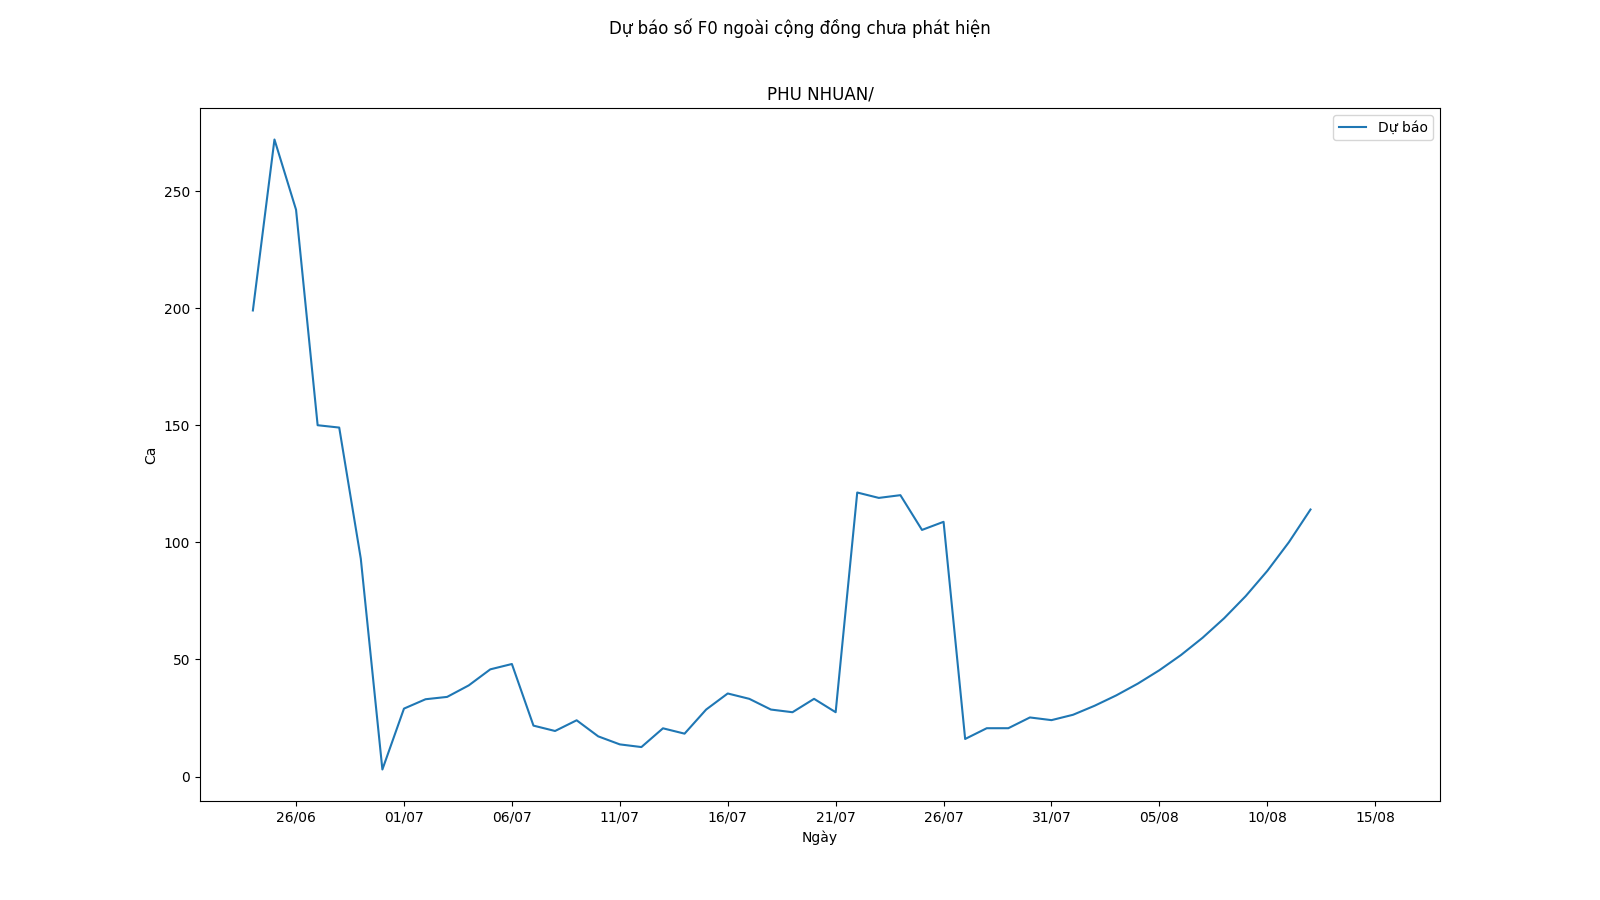 Dự báo số F0 ngoài cộng đồng chưa phát hiện
PHU NHUAN/
Dự báo
250
200
150
100
50
0
Ca
26/06 01/07 06/07 11/07 16/07 21/07 26/07 31/07 05/08 10/08 15/08
Ngày